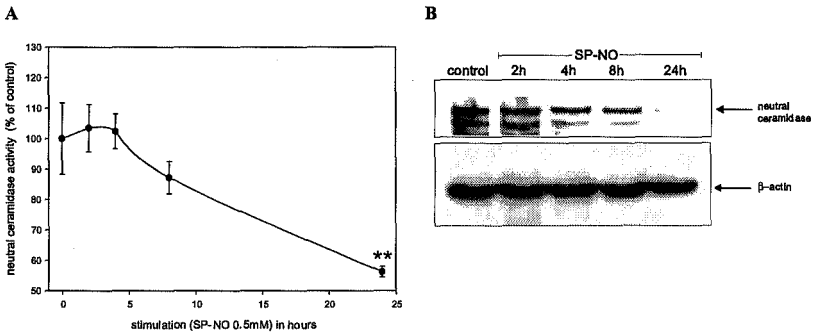 A
neutral ceramidase activity (% of control)
130
120
110
100
90
80
70
60
50
**
0
5
10
15
20
25
stimulation (SP-NO 0.5mM) in hours
B
SP-NO
control 2h 4h 8h 24h
neutral
ceramidase
β-actin